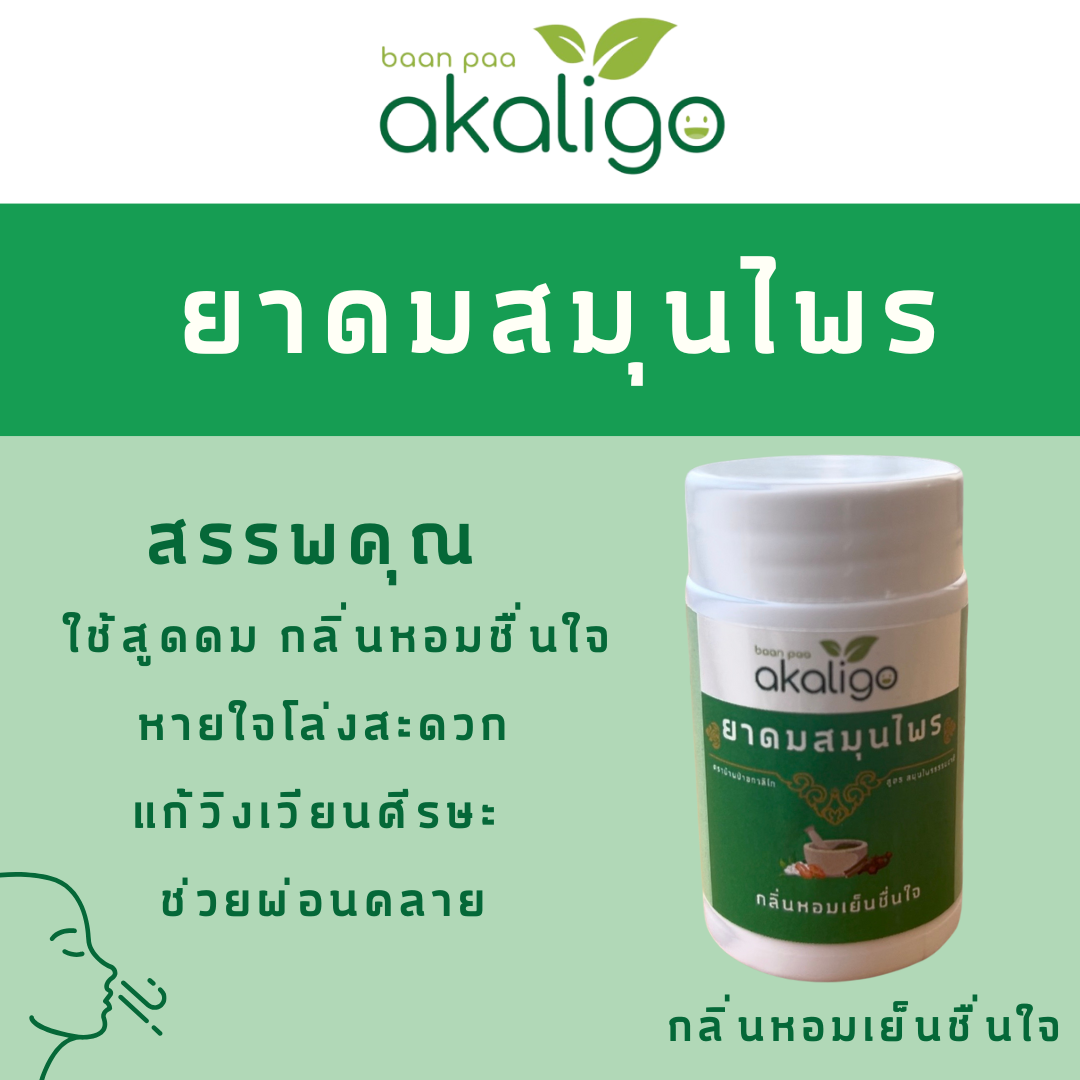 baan paa
akaligo
ยาดมสมุนไพร
สรรพคุณ
ใช้สูดดม กลิ่นหอมชื่นใจ
หายใจโล่งสะดวก
แก้วิงเวียนศีรษะ
ช่วยผ่อนคลาย
baan paa
akaligo
ยาดมสมุนไพร
กลิ่นหอมเย็นชื่นใจ
กลิ่นหอมเย็นชื่นใจ